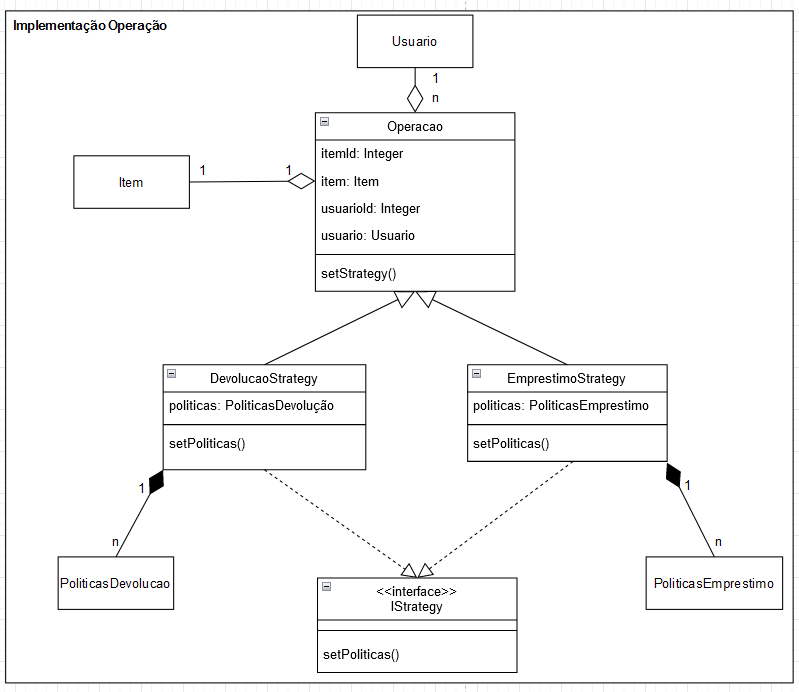 Implementação Operação
Usuario
1
n
Operacao
itemId: Integer
item: Item
usuarioId: Integer
usuario: Usuario
setStrategy()
Item
1
1
DevolucaoStrategy
politicas: PoliticasDevolução
setPoliticas()
EmprestimoStrategy
politicas: PoliticasEmprestimo
setPoliticas()
1
n
PoliticasDevolucao
1
n
PoliticasEmprestimo
<<interface>>
IStrategy
setPoliticas()